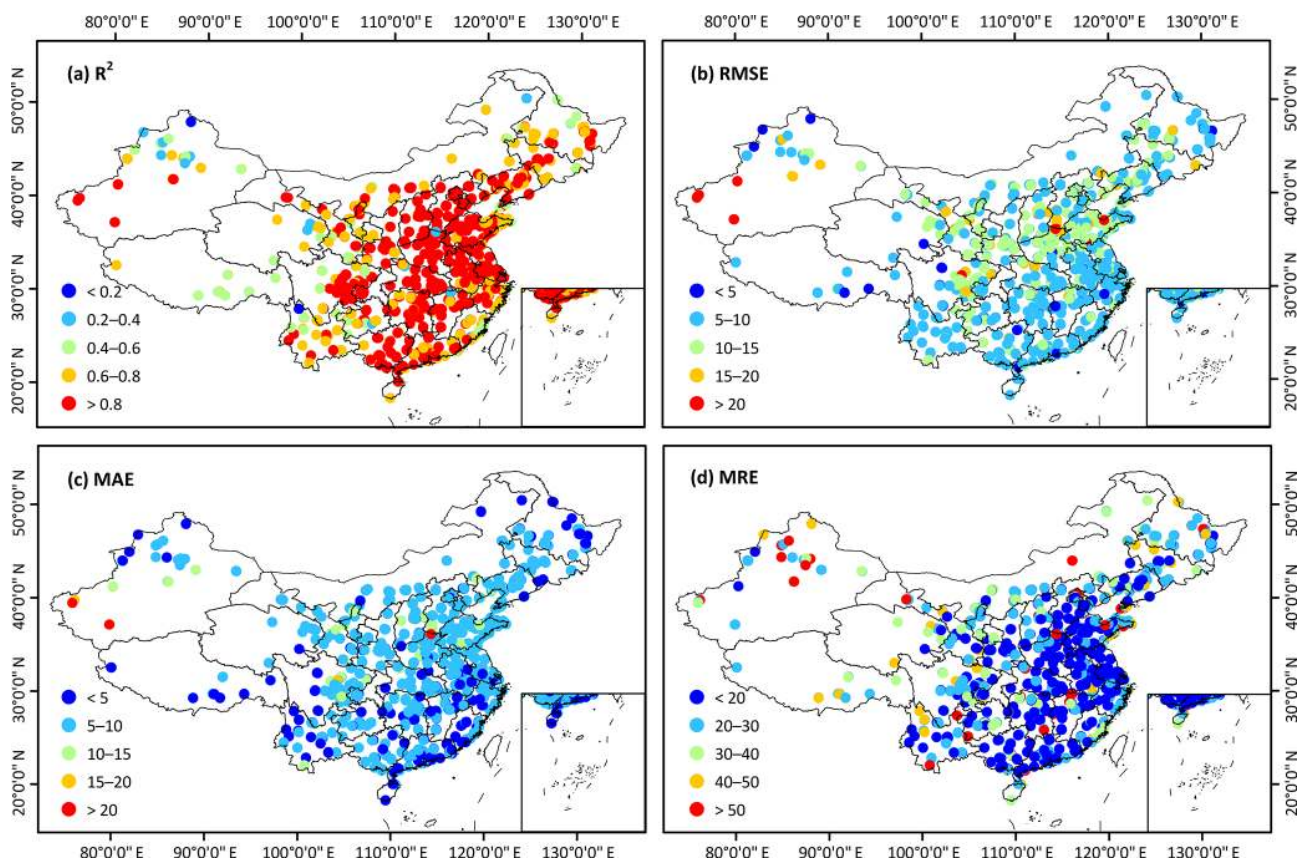 80°0'0" E 90°0'0" E 100°0'0" E 110°0'0" E 120°0'0" E 130°0'0" E
100°0'0" E 110°0'0" E 120°0'0" E 130°0'0" E
(a) R²
50°0'0" N
40°0'0" N
30°0'0" N
20°0'0" N
< 0.2
0.2–0.4
0.4–0.6
0.6–0.8
> 0.8
(b) RMSE
50°0'0" N
40°0'0" N
30°0'0" N
20°0'0" N
< 5
5–10
10–15
15–20
> 20
(c) MAE
50°0'0" N
40°0'0" N
30°0'0" N
20°0'0" N
< 5
5–10
10–15
15–20
> 20
(d) MRE
50°0'0" N
40°0'0" N
30°0'0" N
20°0'0" N
< 20
20–30
30–40
40–50
> 50
80°0'0" E 90°0'0" E 100°0'0" E 110°0'0" E 120°0'0" E 130°0'0" E
80°0'0" E 90°0'0" E 100°0'0" E 110°0'0" E 120°0'0" E 130°0'0" E